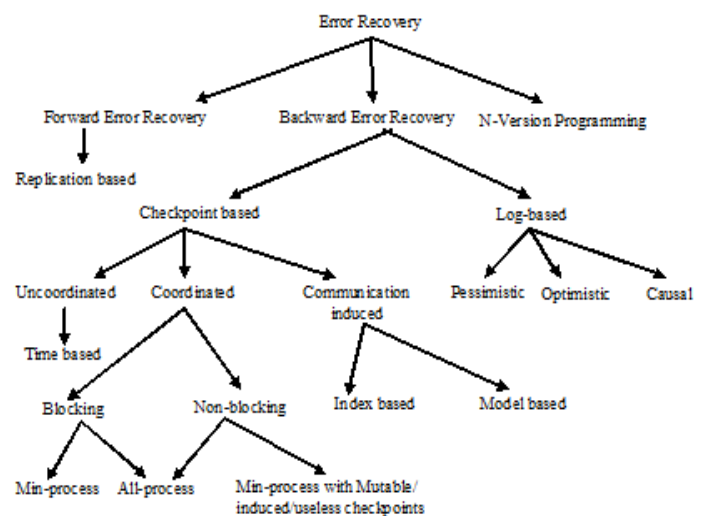 Error Recovery
Forward Error Recovery
Backward Error Recovery
N-Version Programming
Replication based
Checkpoint based
Log-based
Uncoordinated
Coordinated
Communication
induced
Pessimistic
Optimistic
Causal
Time based
Blocking
Non-blocking
Index based
Model based
Min-process
All-process
Min-process with Mutable/
induced/useless checkpoints